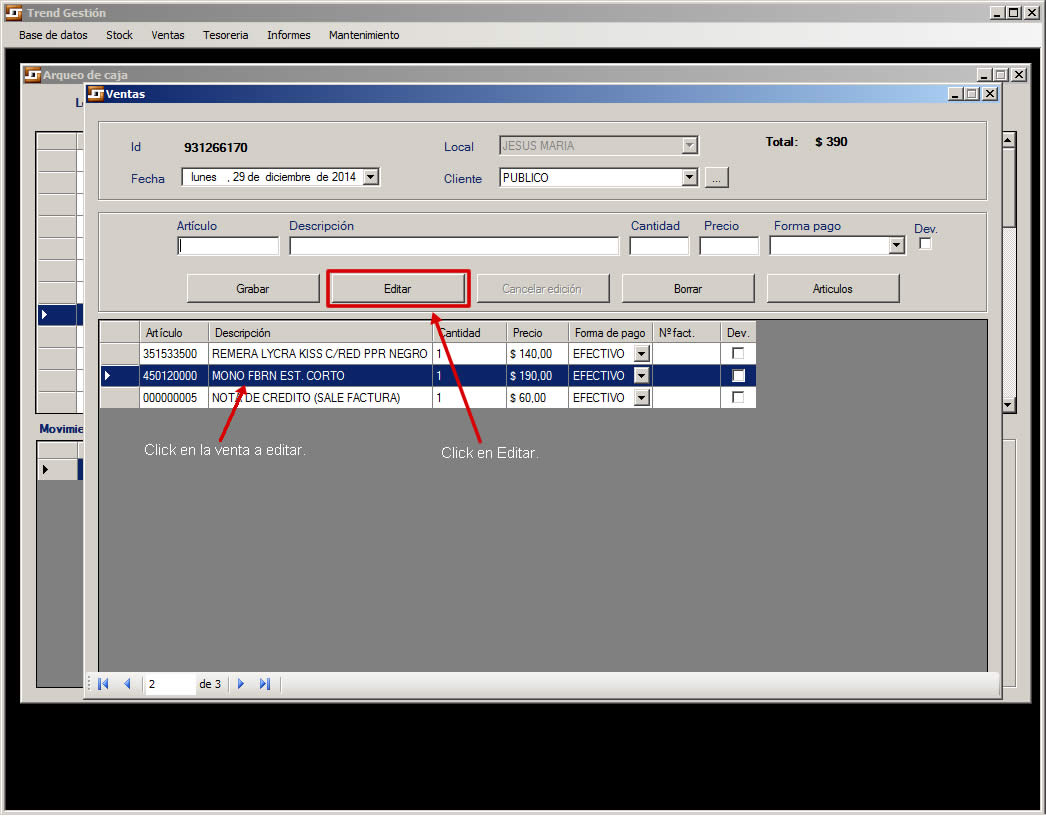 Trend Gestión
Base de datos Stock Ventas Tesoreria Informes Mantenimiento
Arqueo de caja
Ventas
Id 931266170 Local JESUS MARIA Total: $ 390
Fecha lunes , 29 de diciembre de 2014 Cliente PUBLICO ...
Artículo Descripción Cantidad Precio Forma pago Dev.
Grabar Editar Cancelar edición Borrar Articulos
Artículo Descripción Cantidad Precio Forma de pago Nº fact. Dev.
351533500 REMERA LYCRA KISS C/RED PPR NEGRO 1 $ 140,00 EFECTIVO
450120000 MONO FBRN EST. CORTO 1 $ 190,00 EFECTIVO
000000005 NOTA DE CREDITO (SALE FACTURA) 1 $ 60,00 EFECTIVO
Movimie
Click en la venta a editar. Click en Editar.
2 de 3